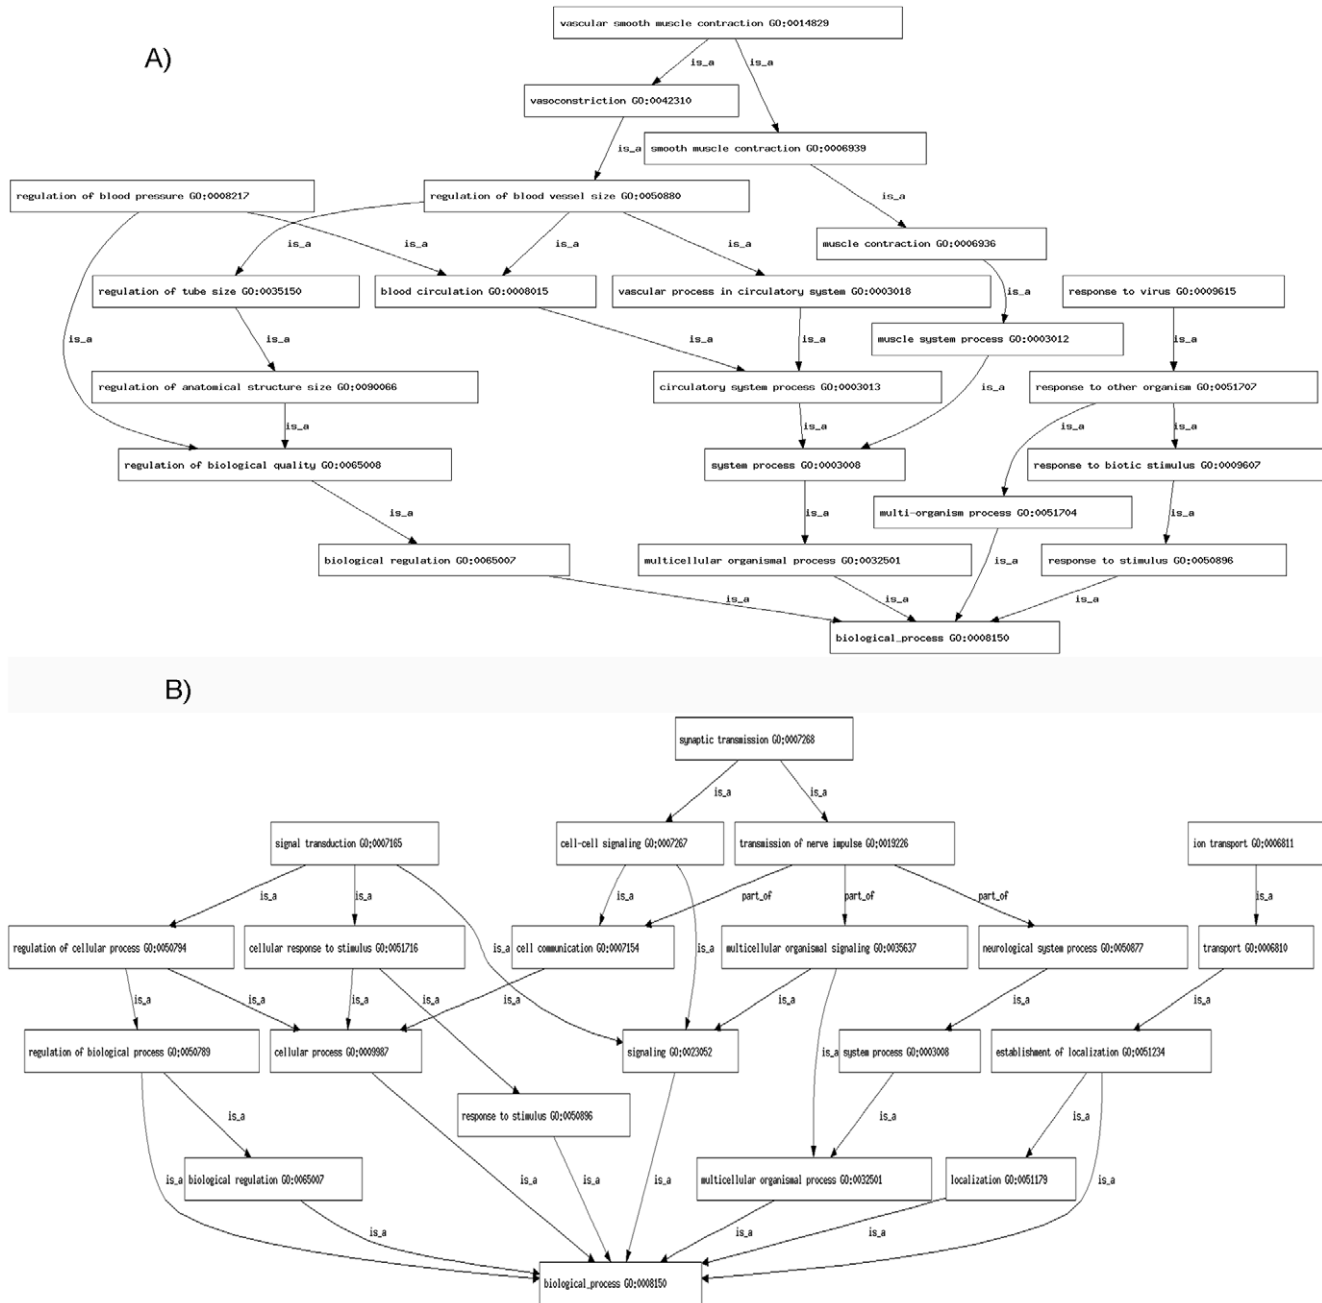 vascular smooth muscle contraction GO:0014829
A)
is_a
is_a
vasoconstriction GO:0042310
is_a
smooth muscle contraction GO:0006939
regulation of blood pressure GO:0008217
regulation of blood vessel size GO:0050880
is_a
is_a
is_a
is_a
is_a
muscle contraction GO:0006936
regulation of tube size GO:0035150
blood circulation GO:0008015
vascular process in circulatory system GO:0003018
is_a
response to virus GO:0009615
is_a
is_a
is_a
is_a
muscle system process GO:0003012
is_a
regulation of anatomical structure size GO:0090066
circulatory system process GO:0003013
is_a
response to other organism GO:0051707
is_a
is_a
is_a
is_a
regulation of biological quality GO:0065008
system process GO:0003008
response to biotic stimulus GO:0009607
is_a
is_a
multi-organism process GO:0051704
is_a
biological regulation GO:0065007
multicellular organismal process GO:0032501
is_a
response to stimulus GO:0050896
is_a
is_a
is_a
biological_process GO:0008150
B)
synaptic transmission GO:0007268
is_a
is_a
signal transduction GO:0007165
cell-cell signaling GO:0007267
transmission of nerve impulse GO:0019226
ion transport GO:0006811
is_a
is_a
is_a
part_of
part_of
part_of
is_a
regulation of cellular process GO:0050794
cellular response to stimulus GO:0051716
is_a
cell communication GO:0007154
is_a
multicellular organismal signaling GO:0035637
neurological system process GO:0050877
transport GO:0006810
is_a
is_a
is_a
is_a
is_a
is_a
is_a
is_a
regulation of biological process GO:0050789
cellular process GO:0009987
signaling GO:0023052
is_a
system process GO:0003008
establishment of localization GO:0051234
is_a
response to stimulus GO:0050896
is_a
is_a
is_a
biological regulation GO:0065007
is_a
is_a
is_a
multicellular organismal process GO:0032501
localization GO:0051179
is_a
is_a
is_a
is_a
biological_process GO:0008150